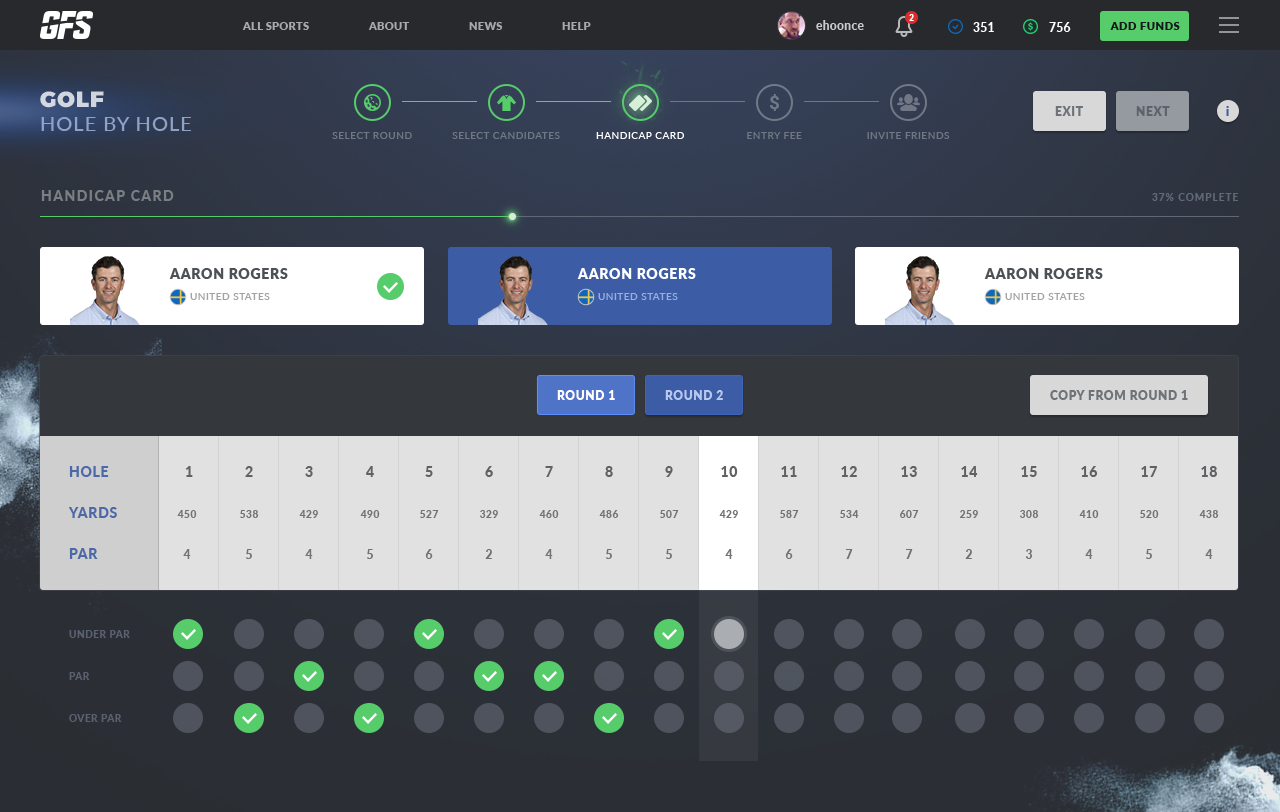 GFS
ALL SPORTS ABOUT NEWS HELP ehoonce 2 351 $ 756 ADD FUNDS
GOLF
HOLE BY HOLE
$
SELECT ROUND SELECT CANDIDATES HANDICAP CARD ENTRY FEE INVITE FRIENDS
EXIT NEXT i
HANDICAP CARD 37% COMPLETE
AARON ROGERS AARON ROGERS AARON ROGERS
UNITED STATES UNITED STATES UNITED STATES
ROUND 1 ROUND 2 COPY FROM ROUND 1
HOLE 1 2 3 4 5 6 7 8 9 10 11 12 13 14 15 16 17 18
YARDS 450 538 429 490 527 329 460 486 507 429 587 534 607 259 308 410 520 438
PAR 4 5 4 5 6 2 4 5 5 4 6 7 7 2 3 4 5 4
UNDER PAR
PAR
OVER PAR